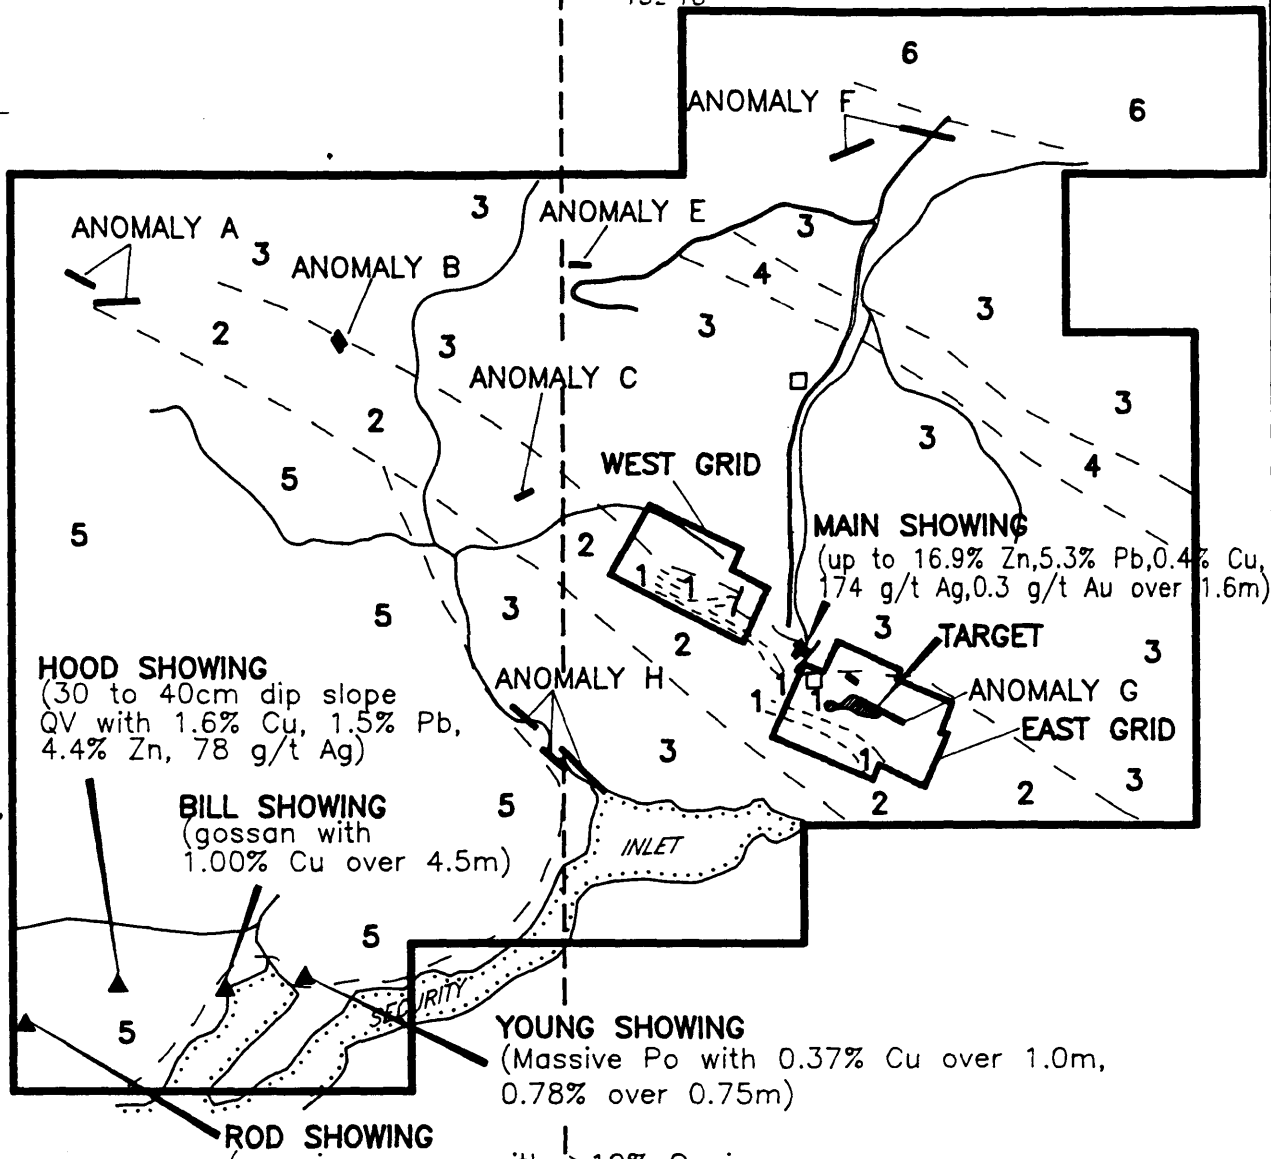 6
ANOMALY F
6
3
ANOMALY E
ANOMALY A
3
3
ANOMALY B
4
2
3
3
3
ANOMALY C
3
2
3
WEST GRID
4
5
5
MAIN SHOWING
(up to 16.9% Zn,5.3% Pb,0.4% Cu,
174 g/t Ag,0.3 g/t Au over 1.6m)
2
1
1
1
5
3
3
TARGET
2
3
HOOD SHOWING
(30 to 40cm dip slope
QV with 1.6% Cu, 1.5% Pb,
4.4% Zn, 78 g/t Ag)
ANOMALY H
1
1
1
ANOMALY G
EAST GRID
3
1
3
2
2
5
BILL SHOWING
(gossan with
1.00% Cu over 4.5m)
INLET
5
SECURITY
5
YOUNG SHOWING
(Massive Po with 0.37% Cu over 1.0m,
0.78% over 0.75m)
ROD SHOWING